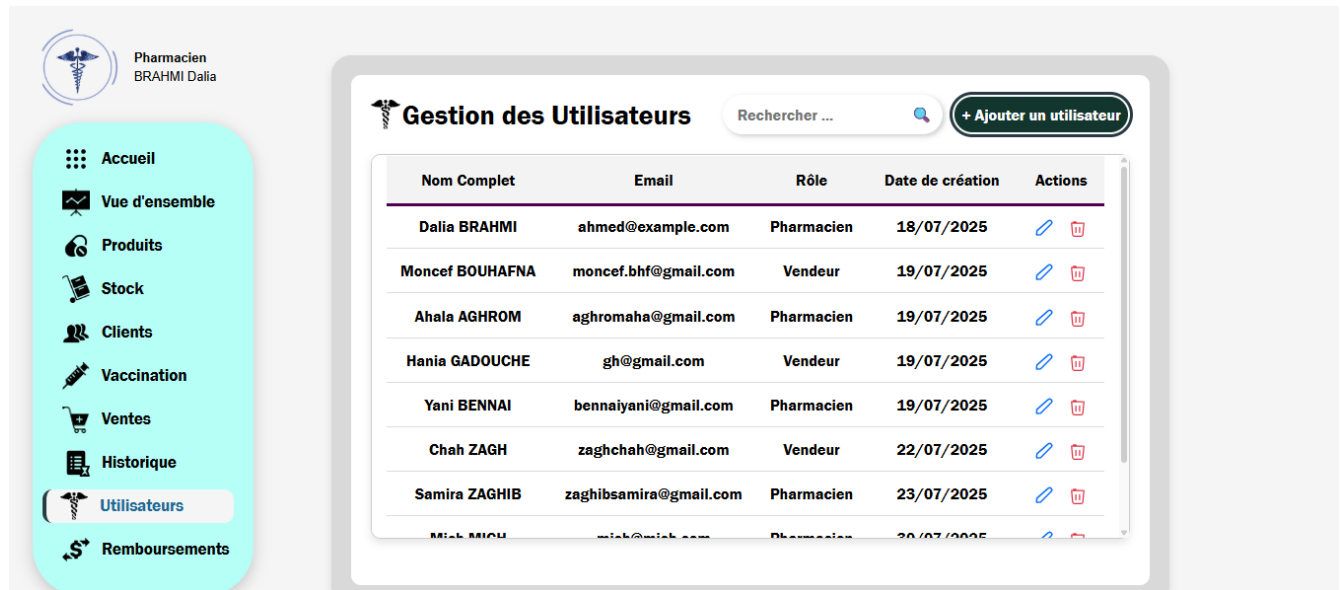 Pharmacien
BRAHMI Dalia
Accueil
Vue d'ensemble
Produits
Stock
Clients
Vaccination
Ventes
Historique
Utilisateurs
Remboursements
Gestion des Utilisateurs
Rechercher ...
+ Ajouter un utilisateur
Nom Complet Email Rôle Date de création Actions
Dalia BRAHMI ahmed@example.com Pharmacien 18/07/2025
Moncef BOUHAFNA moncef.bhf@gmail.com Vendeur 19/07/2025
Ahala AGHROM aghromaha@gmail.com Pharmacien 19/07/2025
Hania GADOUCHE gh@gmail.com Vendeur 19/07/2025
Yani BENNAI bennaiyani@gmail.com Pharmacien 19/07/2025
Chah ZAGH zaghchah@gmail.com Vendeur 22/07/2025
Samira ZAGHIB zaghibsamira@gmail.com Pharmacien 23/07/2025
Pharmacien 30/07/2025